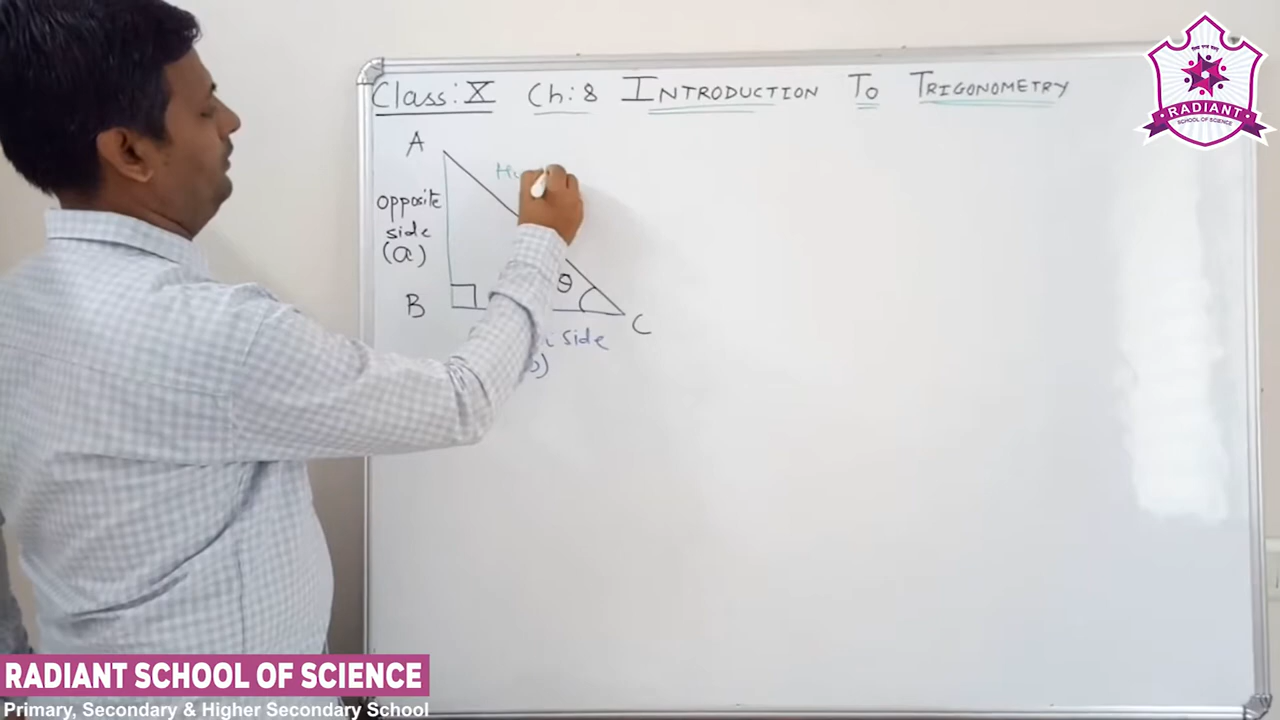 Class: X Ch: 8 INTRODUCTION TO TRIGONOMETRY
A
opposite
side
(a)
B
θ
C
side
RADIANT
SCHOOL OF SCIENCE
RADIANT SCHOOL OF SCIENCE
Primary, Secondary & Higher Secondary School